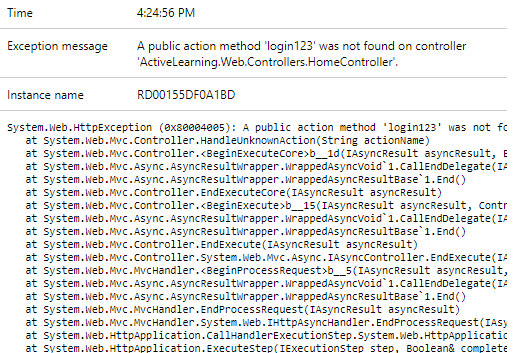 Time 4:24:56 PM
Exception message A public action method 'login123' was not found on controller
'ActiveLearning.Web.Controllers.HomeController'.
Instance name RD00155DF0A1BD
System.Web.HttpException (0x80004005): A public action method 'login123' was not fo
at System.Web.Mvc.Controller.HandleUnknownAction(String actionName)
at System.Web.Mvc.Controller.<BeginExecuteCore>b__1d(IAsyncResult asyncResult, E
at System.Web.Mvc.Async.AsyncResultWrapper.WrappedAsyncVoid`1.CallEndDelegate(IA
at System.Web.Mvc.Async.AsyncResultWrapper.WrappedAsyncResultBase`1.End()
at System.Web.Mvc.Controller.EndExecuteCore(IAsyncResult asyncResult)
at System.Web.Mvc.Controller.<BeginExecute>b__15(IAsyncResult asyncResult, Contr
at System.Web.Mvc.Async.AsyncResultWrapper.WrappedAsyncVoid`1.CallEndDelegate(IA
at System.Web.Mvc.Async.AsyncResultWrapper.WrappedAsyncResultBase`1.End()
at System.Web.Mvc.Controller.EndExecute(IAsyncResult asyncResult)
at System.Web.Mvc.Controller.System.Web.Mvc.Async.IAsyncController.EndExecute(IA
at System.Web.Mvc.MvcHandler.<BeginProcessRequest>b__5(IAsyncResult asyncResult,
at System.Web.Mvc.Async.AsyncResultWrapper.WrappedAsyncVoid`1.CallEndDelegate(IA
at System.Web.Mvc.Async.AsyncResultWrapper.WrappedAsyncResultBase`1.End()
at System.Web.Mvc.MvcHandler.EndProcessRequest(IAsyncResult asyncResult)
at System.Web.Mvc.MvcHandler.System.Web.IHttpAsyncHandler.EndProcessRequest(IAsy
at System.Web.HttpApplication.CallHandlerExecutionStep.System.Web.HttpApplicatio
at System.Web.HttpApplication.ExecuteStep(IExecutionStep step, Boolean& complete